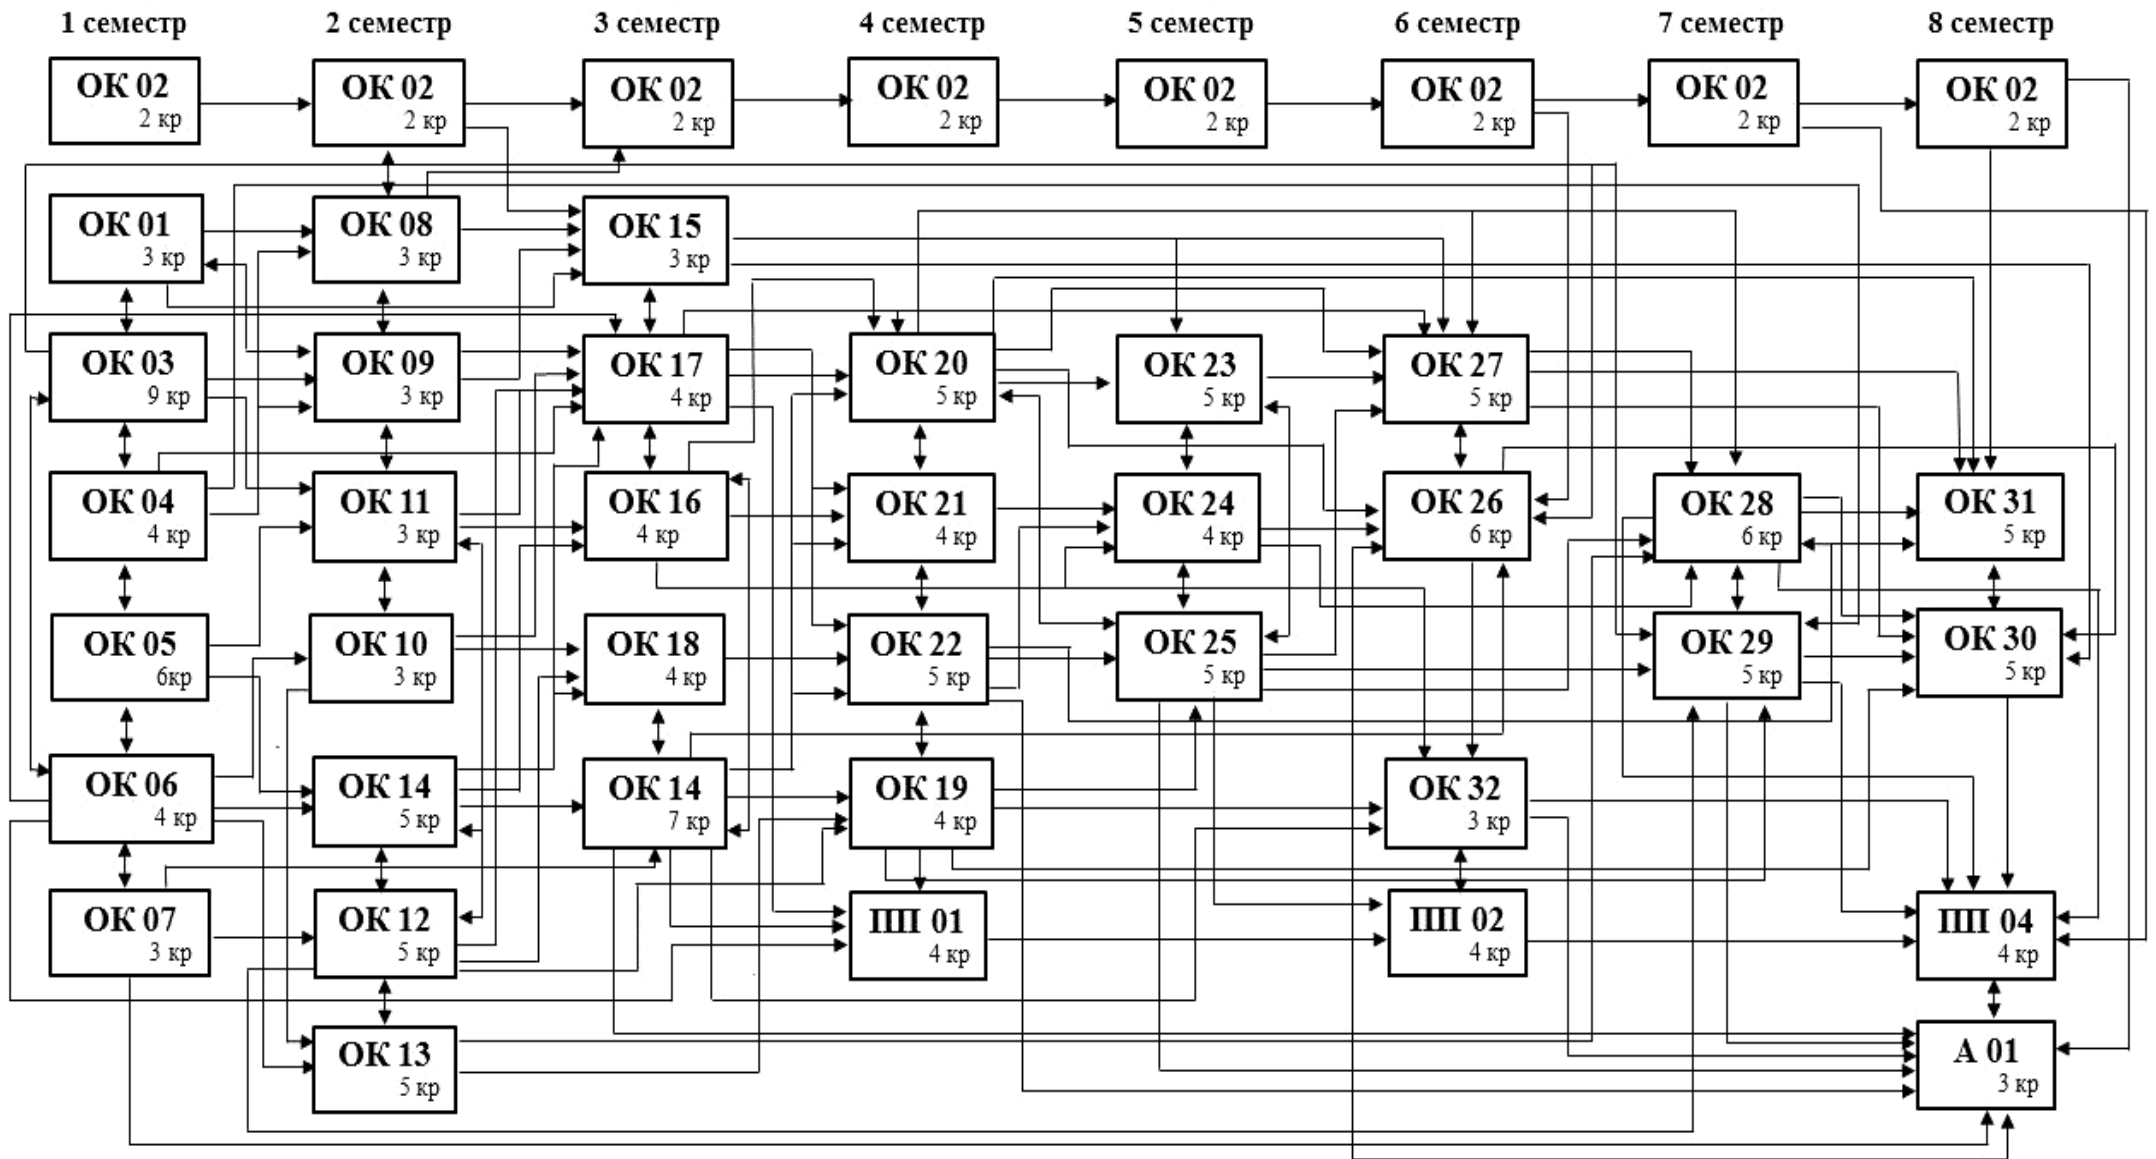 1 семестр
2 семестр
3 семестр
4 семестр
5 семестр
6 семестр
7 семестр
8 семестр
ОК 02
2 кр
ОК 02
2 кр
ОК 02
2 кр
ОК 02
2 кр
ОК 02
2 кр
ОК 02
2 кр
ОК 02
2 кр
ОК 02
2 кр
ОК 01
3 кр
ОК 08
3 кр
ОК 15
3 кр
ОК 03
9 кр
ОК 09
3 кр
ОК 17
4 кр
ОК 20
5 кр
ОК 23
5 кр
ОК 27
5 кр
ОК 04
4 кр
ОК 11
3 кр
ОК 16
4 кр
ОК 21
4 кр
ОК 24
4 кр
ОК 26
6 кр
ОК 28
6 кр
ОК 31
5 кр
ОК 05
6кр
ОК 10
3 кр
ОК 18
4 кр
ОК 22
5 кр
ОК 25
5 кр
ОК 29
5 кр
ОК 30
5 кр
ОК 06
4 кр
ОК 14
5 кр
ОК 14
7 кр
ОК 19
4 кр
ОК 32
3 кр
ОК 07
3 кр
ОК 12
5 кр
ПП 01
4 кр
ПП 02
4 кр
ПП 04
4 кр
ОК 13
5 кр
А 01
3 кр